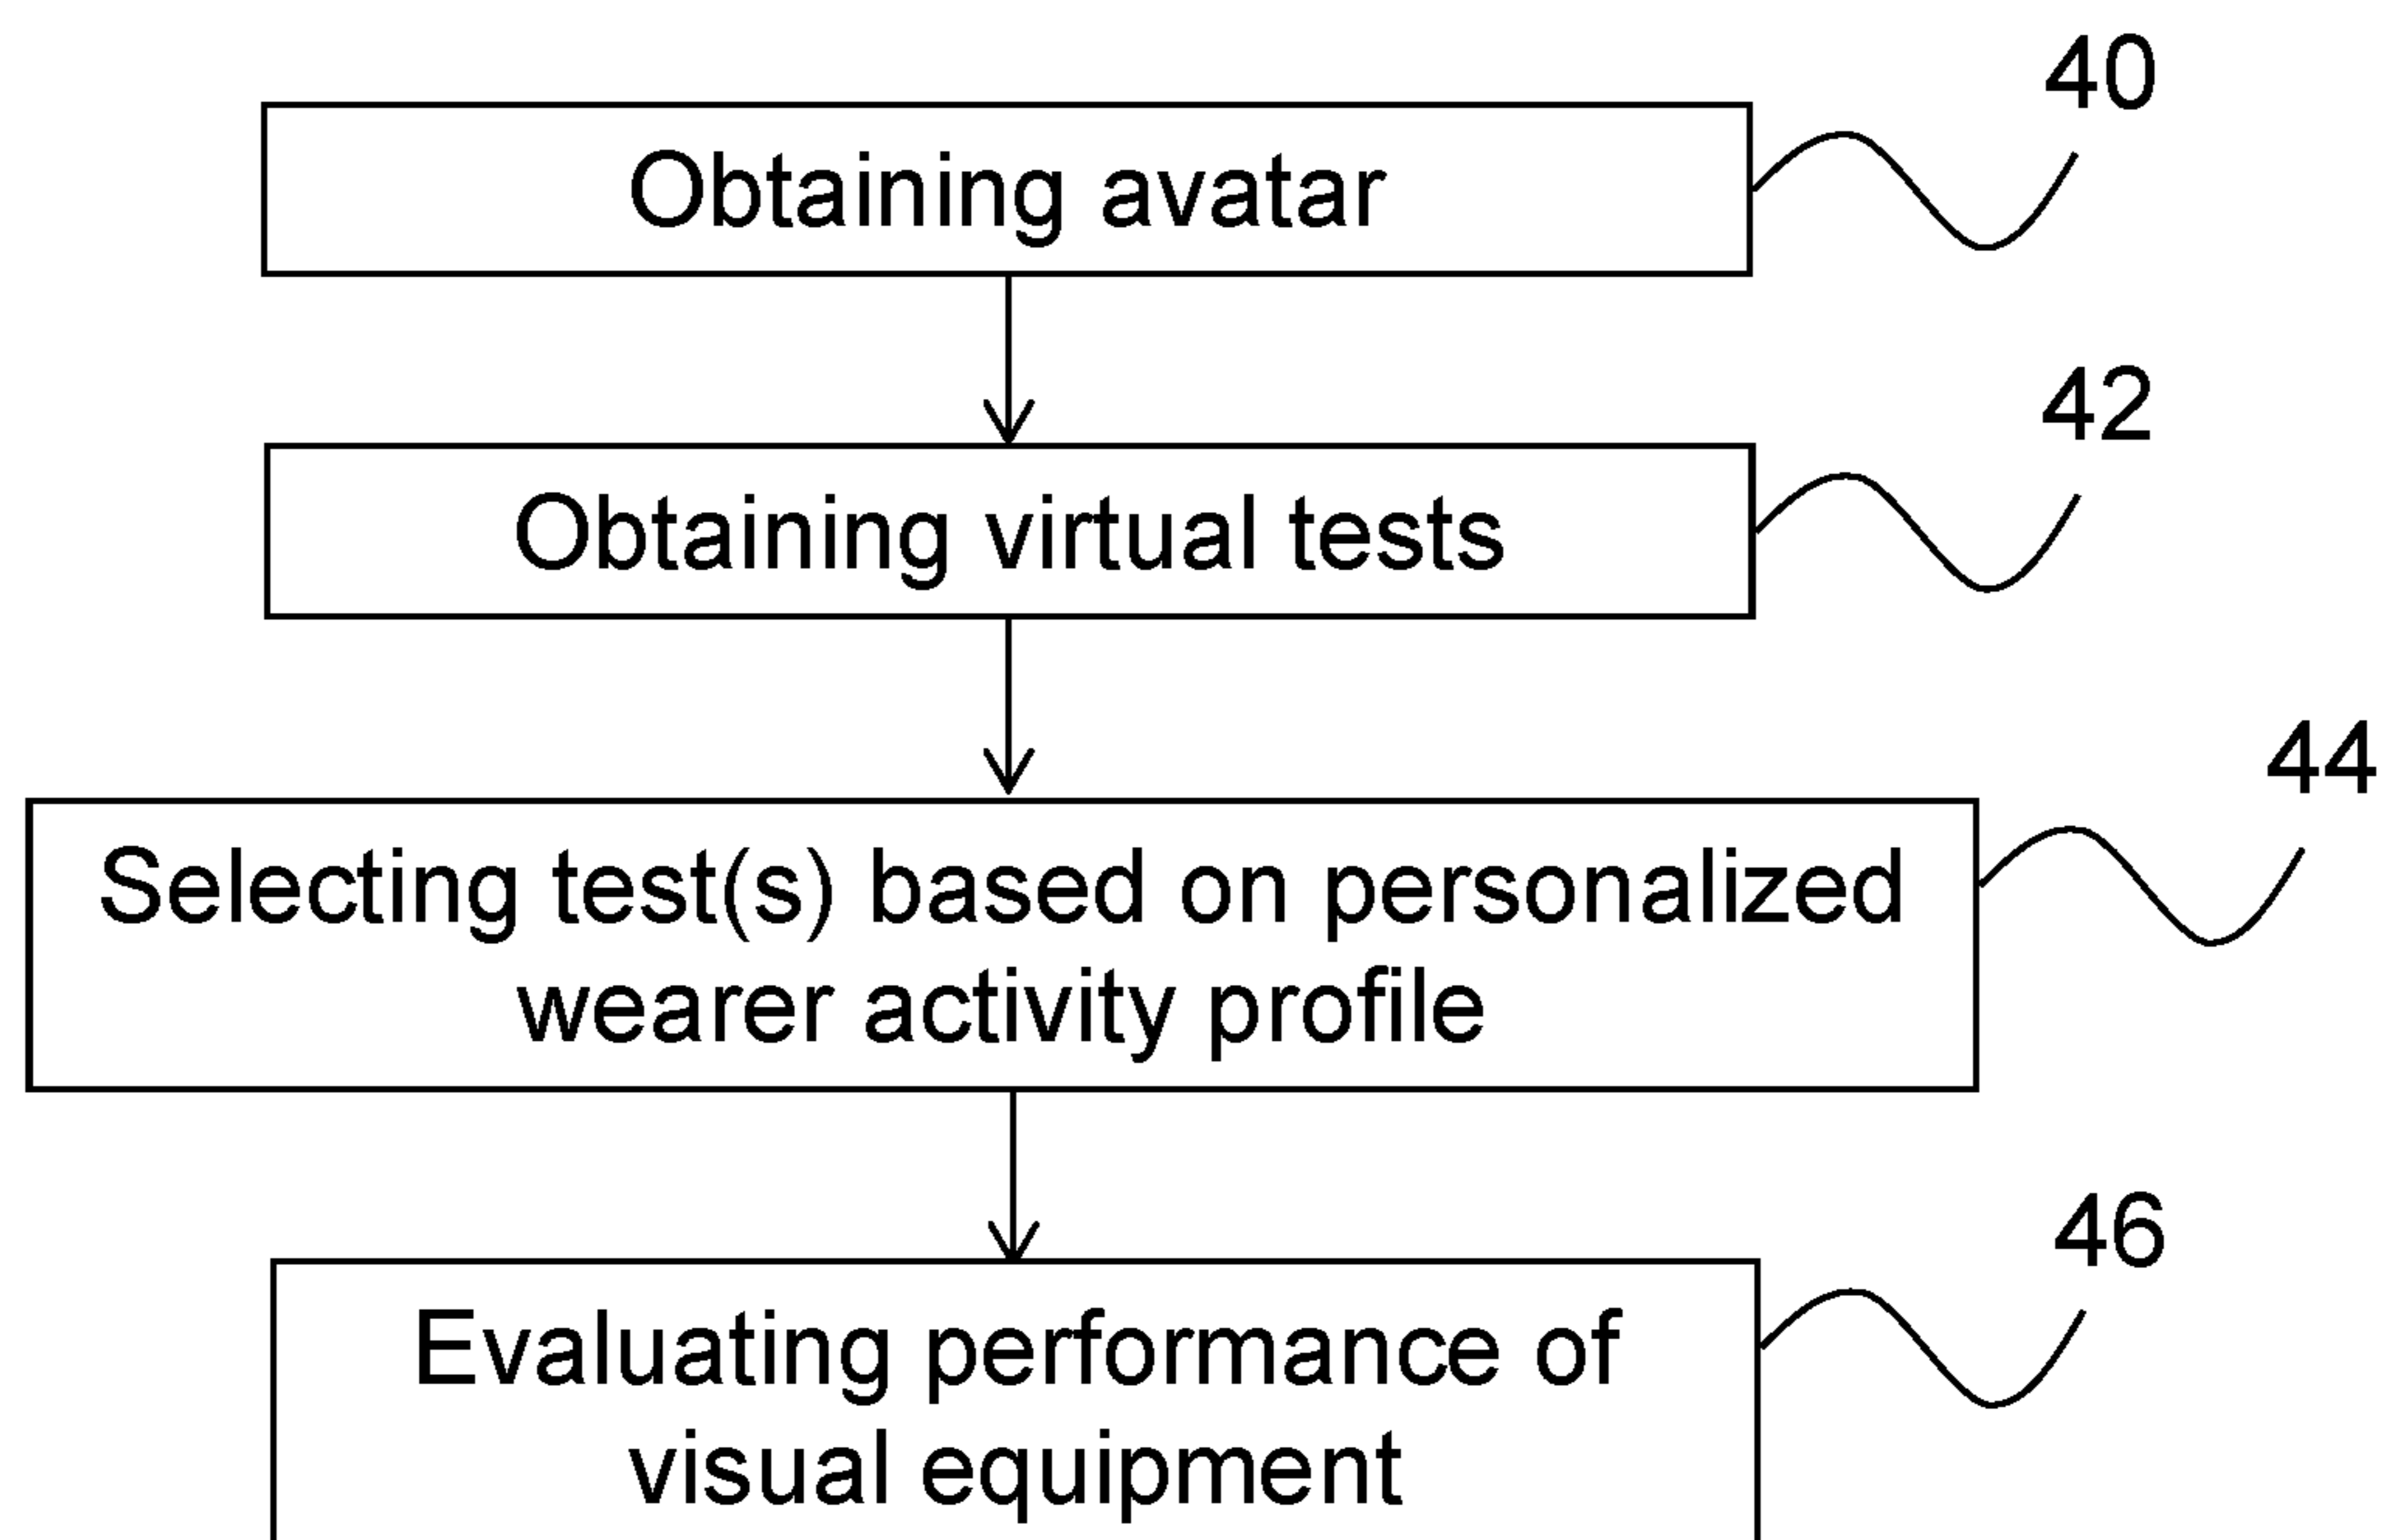 40
Obtaining avatar
42
Obtaining virtual tests
44
Selecting test(s) based on personalized
wearer activity profile
46
Evaluating performance of
visual equipment